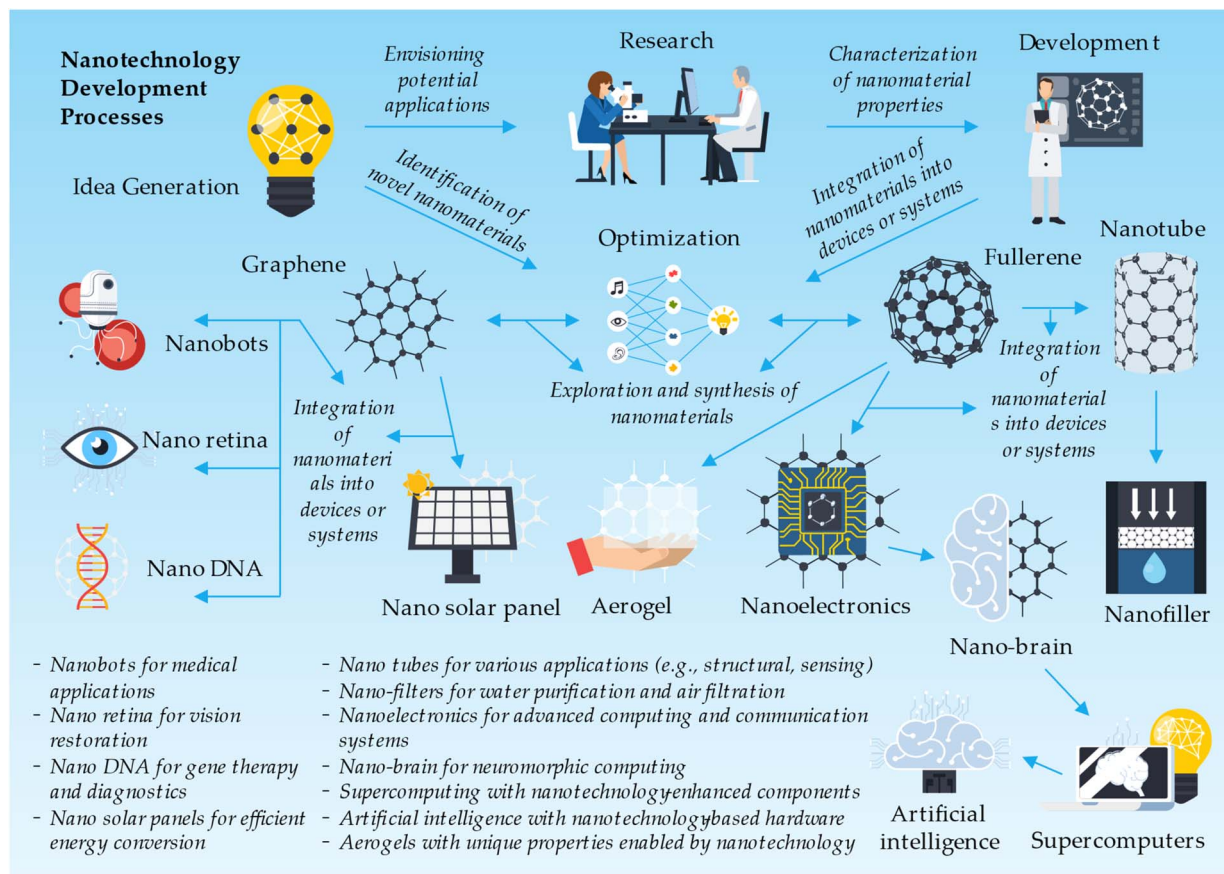 Nanotechnology
Development
Processes
Idea Generation
Envisioning
potential
applications
Research
Characterization
of nanomaterial
properties
Development
Identification of
novel nanomaterials
Optimization
Integration of
nanomaterials into
devices or systems
Graphene
Fullerene
Nanotube
Nanobots
Exploration and synthesis of
nanomaterials
Integration
of
nanomaterial
s into devices
or systems
Nano retina
Integration
of
nanomateri
als into
devices or
systems
Nano DNA
Nano solar panel
Aerogel
Nanoelectronics
Nano-brain
Nanofiller
- Nanobots for medical
applications
- Nano retina for vision
restoration
- Nano DNA for gene therapy
and diagnostics
- Nano solar panels for efficient
energy conversion
- Nano tubes for various applications (e.g., structural, sensing)
- Nano-filters for water purification and air filtration
- Nanoelectronics for advanced computing and communication
systems
- Nano-brain for neuromorphic computing
- Supercomputing with nanotechnology-enhanced components
- Artificial intelligence with nanotechnology-based hardware
- Aerogels with unique properties enabled by nanotechnology
Artificial
intelligence
Supercomputers